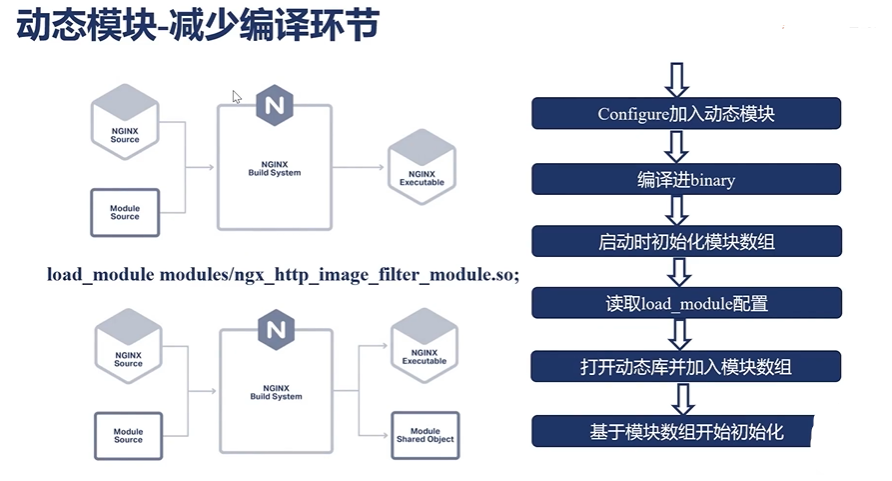 动态模块-减少编译环节
NGINX
Source
Module
Source
N
NGINX
Build System
NGINX
Executable
load_module modules/ngx_http_image_filter_module.so;
NGINX
Source
Module
Source
N
NGINX
Build System
NGINX
Executable
Module
Shared Object
Configure加入动态模块
编译进binary
启动时初始化模块数组
读取load_module配置
打开动态库并加入模块数组
基于模块数组开始初始化